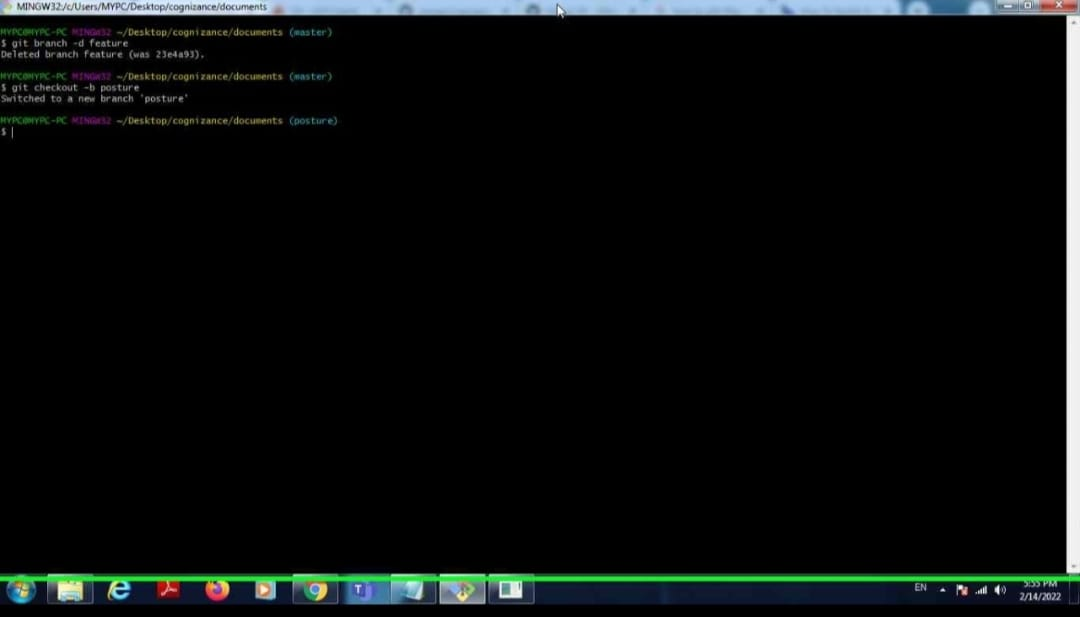 MINGW32:/c/Users/MYPC/Desktop/cognizance/documents
MYPC@MYPC-PC MINGW32 ~/Desktop/cognizance/documents (master)
$ git branch -d feature
Deleted branch feature (was 23e4a93).
MYPC@MYPC-PC MINGW32 ~/Desktop/cognizance/documents (master)
$ git checkout -b posture
Switched to a new branch 'posture'
MYPC@MYPC-PC MINGW32 ~/Desktop/cognizance/documents (posture)
$
EN
5:55 PM
2/14/2022